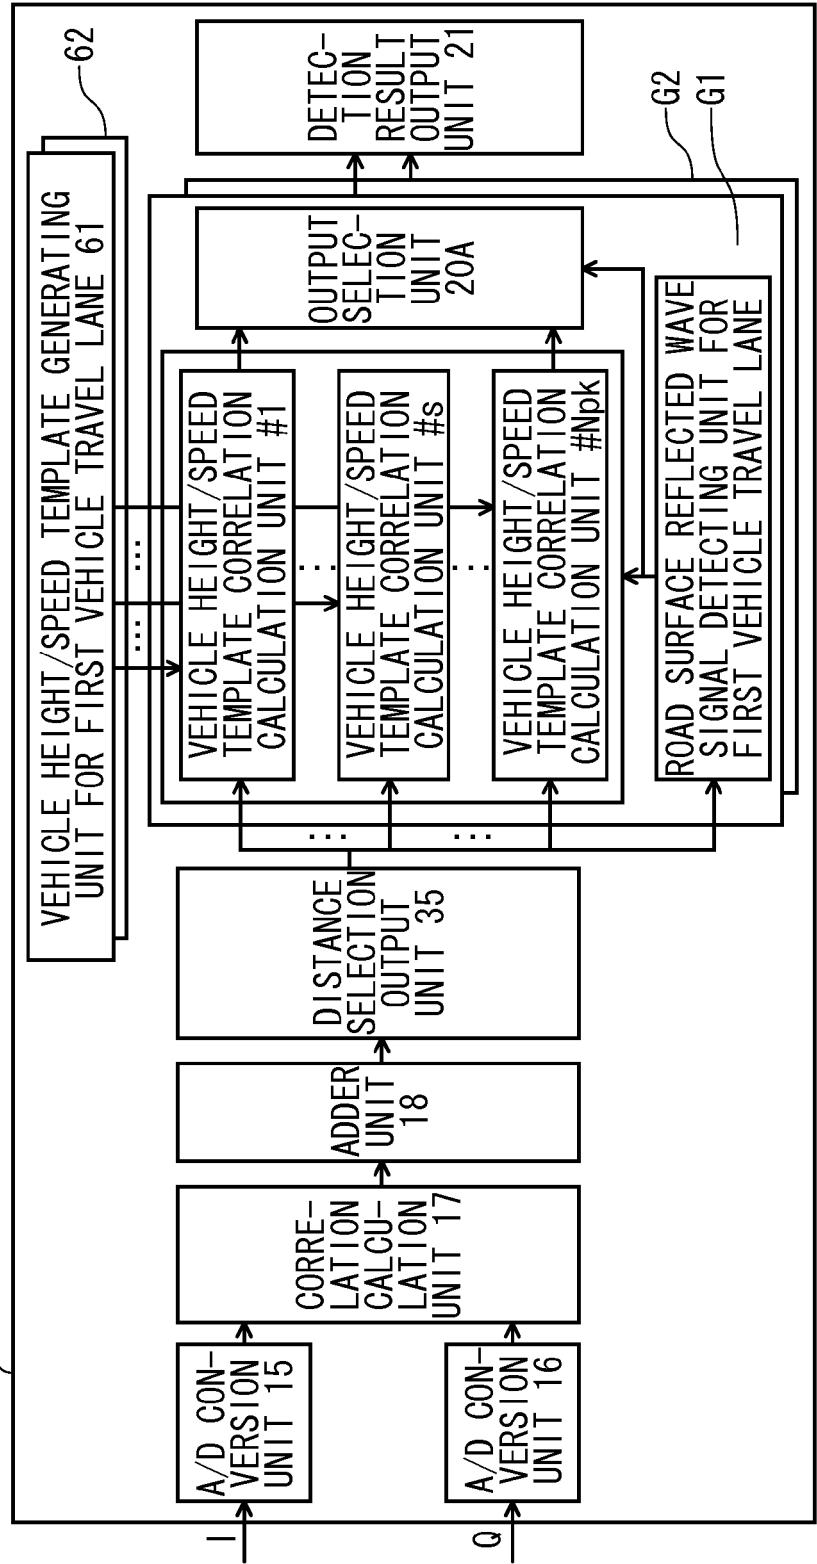 I
Q
A/D CON-
VERSION
UNIT 15
A/D CON-
VERSION
UNIT 16
CORRE-
LATION
CALCU-
LATION
UNIT 17
ADDER
UNIT
18
DISTANCE
SELECTION
OUTPUT
UNIT 35
VEHICLE HEIGHT/SPEED TEMPLATE GENERATING
UNIT FOR FIRST VEHICLE TRAVEL LANE 61
62
...
...
VEHICLE HEIGHT/SPEED
TEMPLATE CORRELATION
CALCULATION UNIT #1
...
...
VEHICLE HEIGHT/SPEED
TEMPLATE CORRELATION
CALCULATION UNIT #s
...
...
VEHICLE HEIGHT/SPEED
TEMPLATE CORRELATION
CALCULATION UNIT #Npk
ROAD SURFACE REFLECTED WAVE
SIGNAL DETECTING UNIT FOR
FIRST VEHICLE TRAVEL LANE
OUTPUT
SELEC-
TION
UNIT
20A
DETEC-
TION
RESULT
OUTPUT
UNIT 21
G2
G1